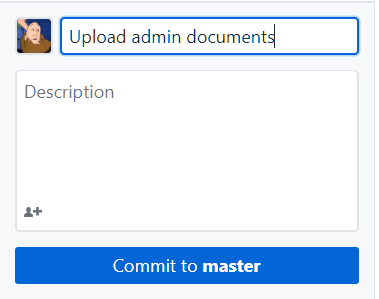 Upload admin documents
Description
Commit to master